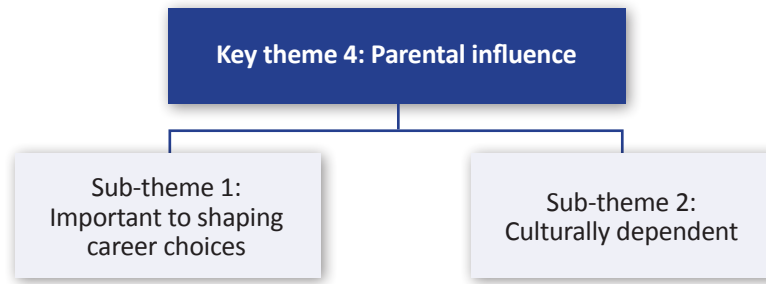 Key theme 4: Parental influence
Sub-theme 1:
Important to shaping
career choices
Sub-theme 2:
Culturally dependent